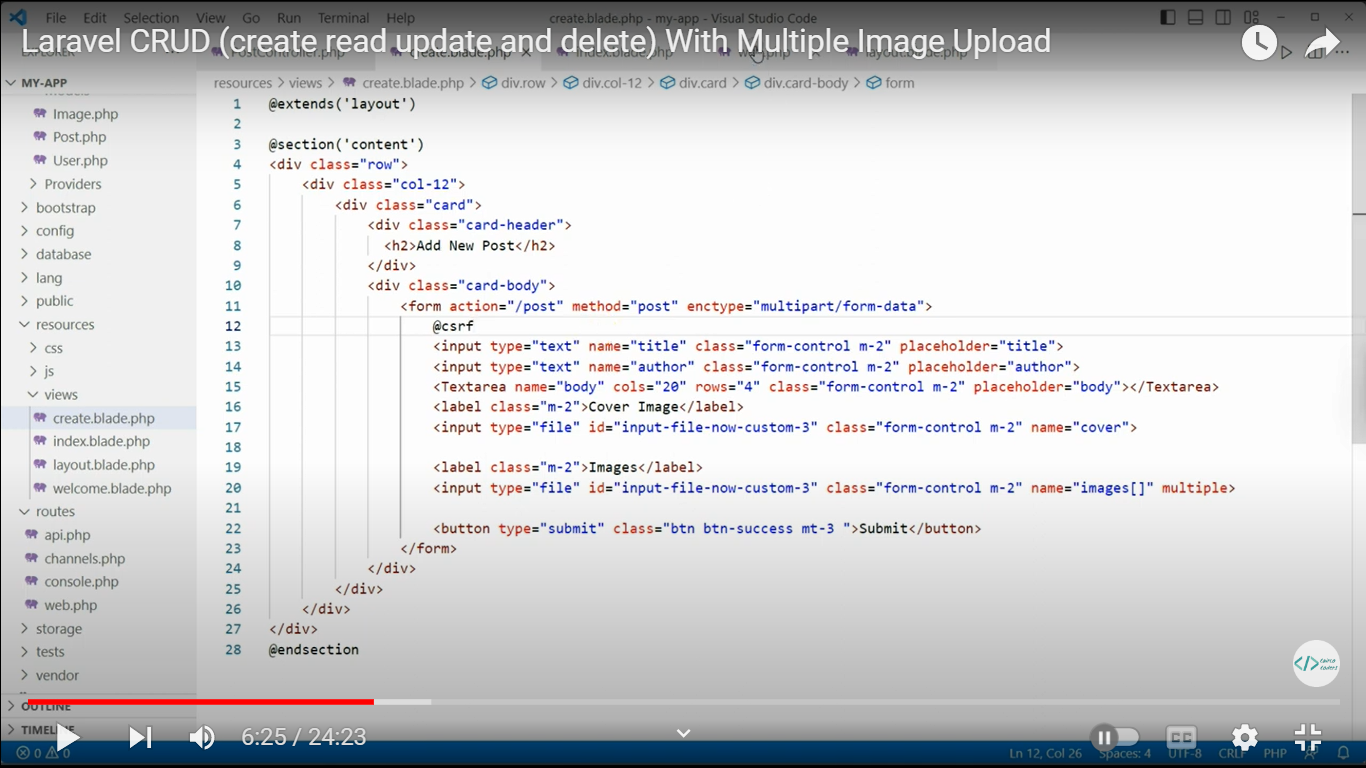 File Edit Selection View Go Run Terminal Help create.blade.php - my-app - Visual Studio Code
Laravel CRUD (create read update and delete) With Multiple Image Upload
create.blade.php
index.blade.php
layout.blade.php
MY-APP
resources > views > create.blade.php > div.row > div.col-12 > div.card > div.card-body > form
Models
Image.php
Post.php
User.php
Providers
bootstrap
config
database
lang
public
resources
css
js
views
create.blade.php
index.blade.php
layout.blade.php
welcome.blade.php
routes
api.php
channels.php
console.php
web.php
storage
tests
vendor
OUTLINE
TIMELINE
1 @extends('layout')
2
3 @section('content')
4 <div class="row">
5 <div class="col-12">
6 <div class="card">
7 <div class="card-header">
8 <h2>Add New Post</h2>
9 </div>
10 <div class="card-body">
11 <form action="/post" method="post" enctype="multipart/form-data">
12 @csrf
13 <input type="text" name="title" class="form-control m-2" placeholder="title">
14 <input type="text" name="author" class="form-control m-2" placeholder="author">
15 <Textarea name="body" cols="20" rows="4" class="form-control m-2" placeholder="body"></Textarea>
16 <label class="m-2">Cover Image</label>
17 <input type="file" id="input-file-now-custom-3" class="form-control m-2" name="cover">
18
19 <label class="m-2">Images</label>
20 <input type="file" id="input-file-now-custom-3" class="form-control m-2" name="images[]" multiple>
21
22 <button type="submit" class="btn btn-success mt-3 ">Submit</button>
23 </form>
24 </div>
25 </div>
26 </div>
27 </div>
28 @endsection
6:25 / 24:23
CC
0 0 Ln 12, Col 26 Spaces: 4 UTF-8 CRLF PHP